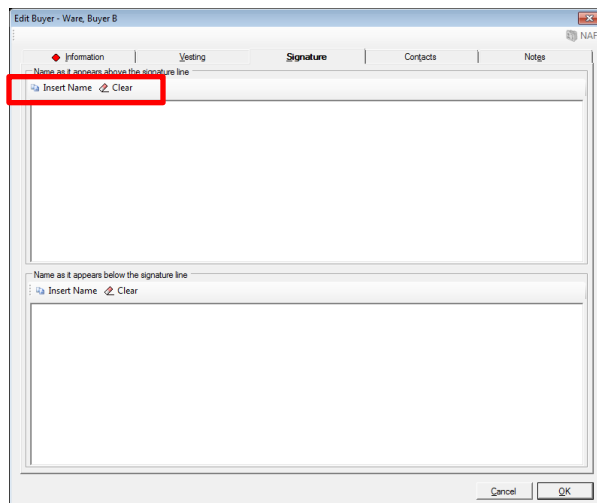 Edit Buyer - Ware, Buyer B
NAF
Information Vesting Signature Contacts Notes
Name as it appears above the signature line
Insert Name Clear
Name as it appears below the signature line
Insert Name Clear
Cancel OK